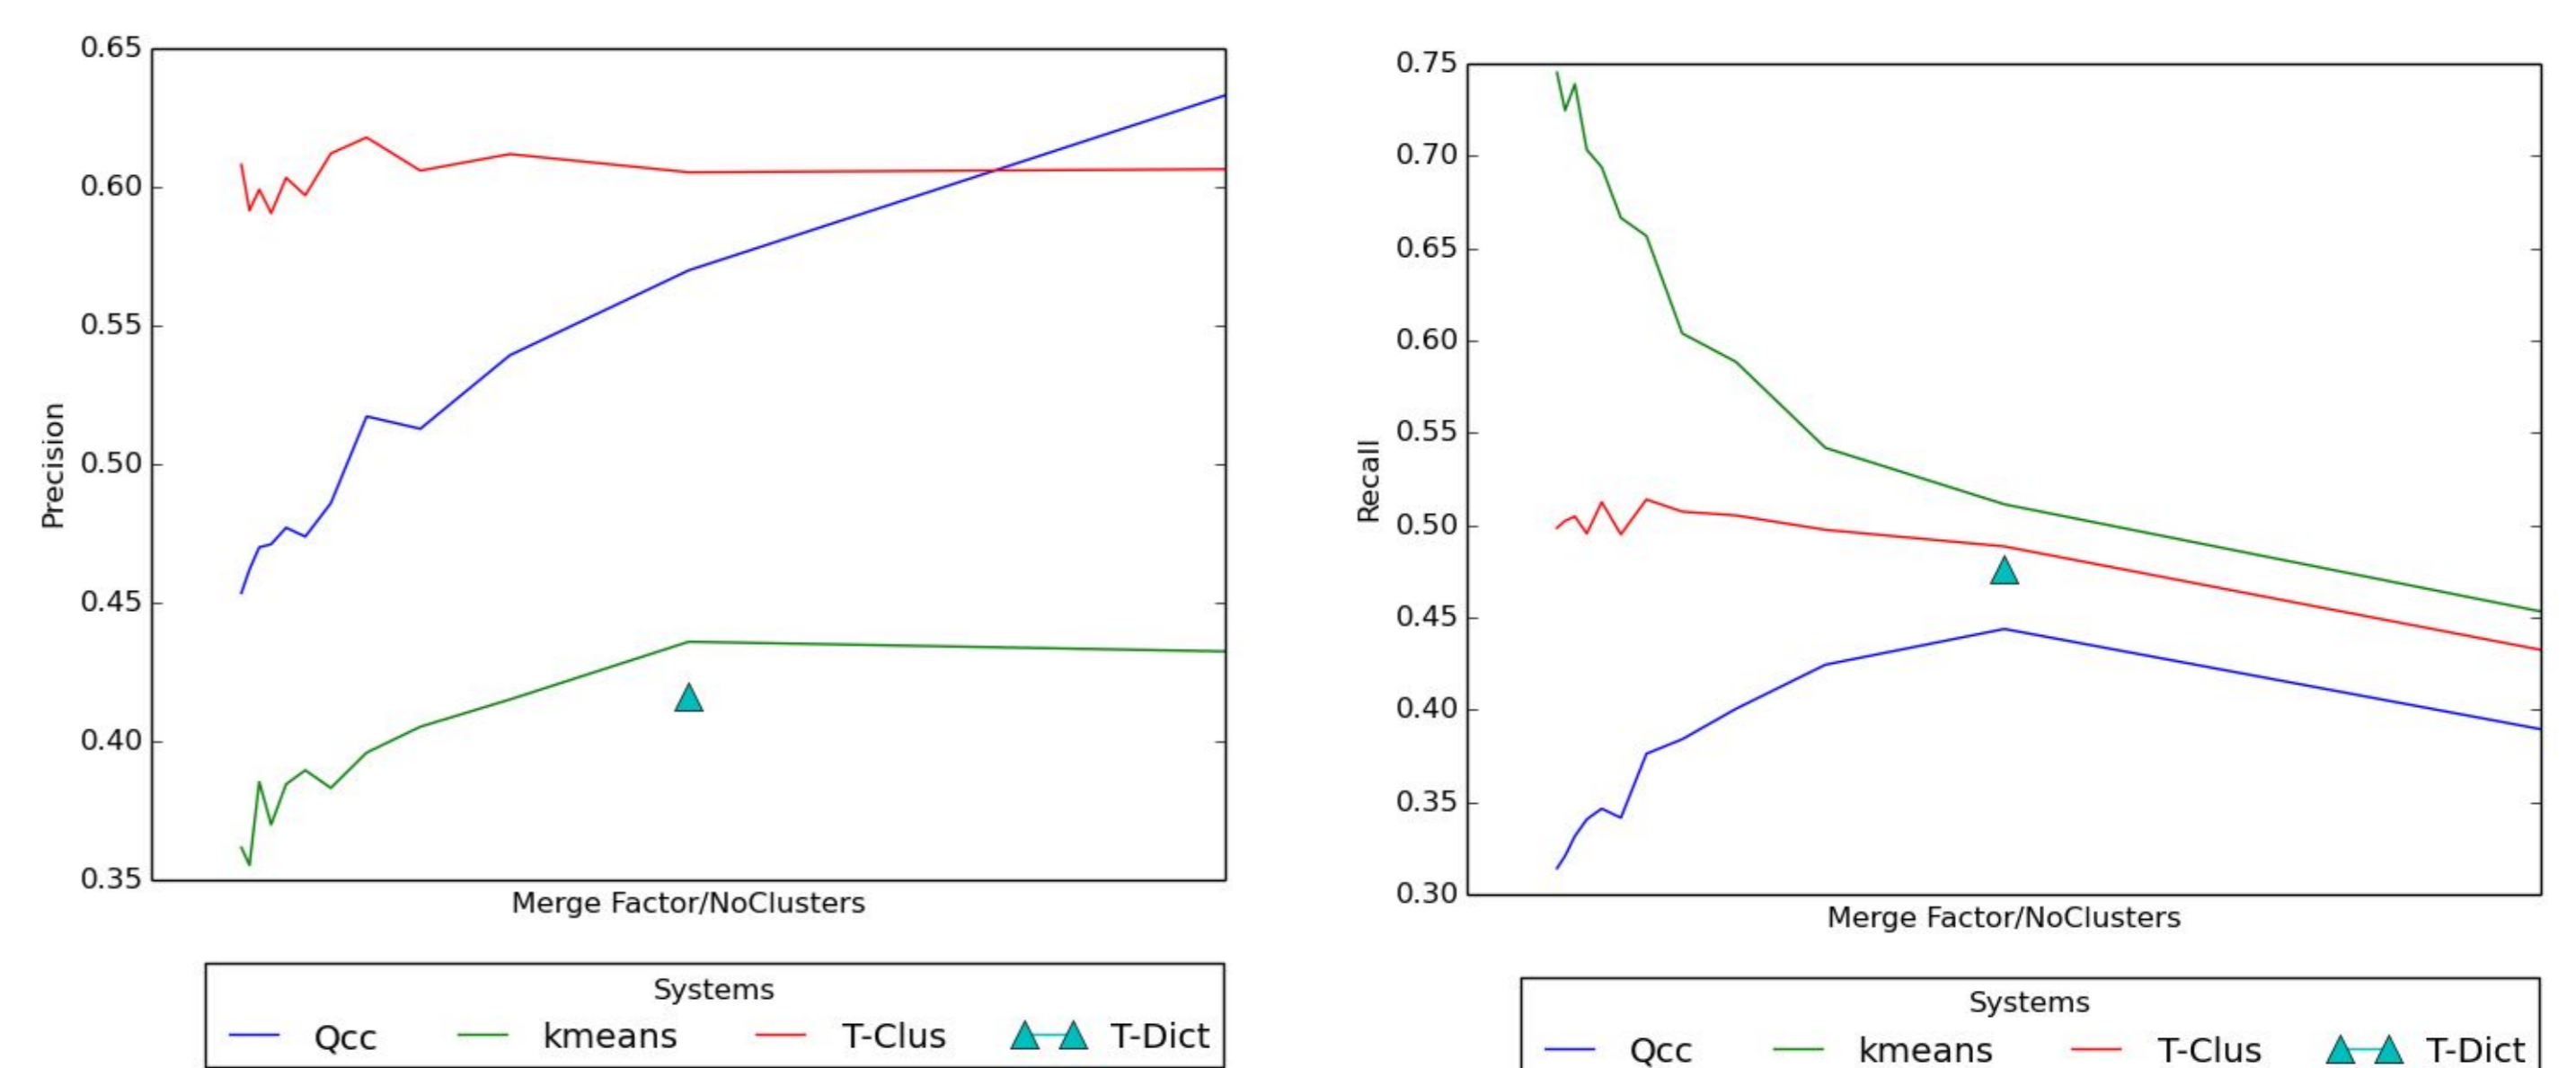 0.65
0.60
0.55
0.50
0.45
0.40
0.35
Precision
Merge Factor/NoClusters
Systems
Qcc kmeans T-Clus T-Dict
0.75
0.70
0.65
0.60
0.55
0.50
0.45
0.40
0.35
0.30
Recall
Merge Factor/NoClusters
Systems
Qcc kmeans T-Clus T-Dict